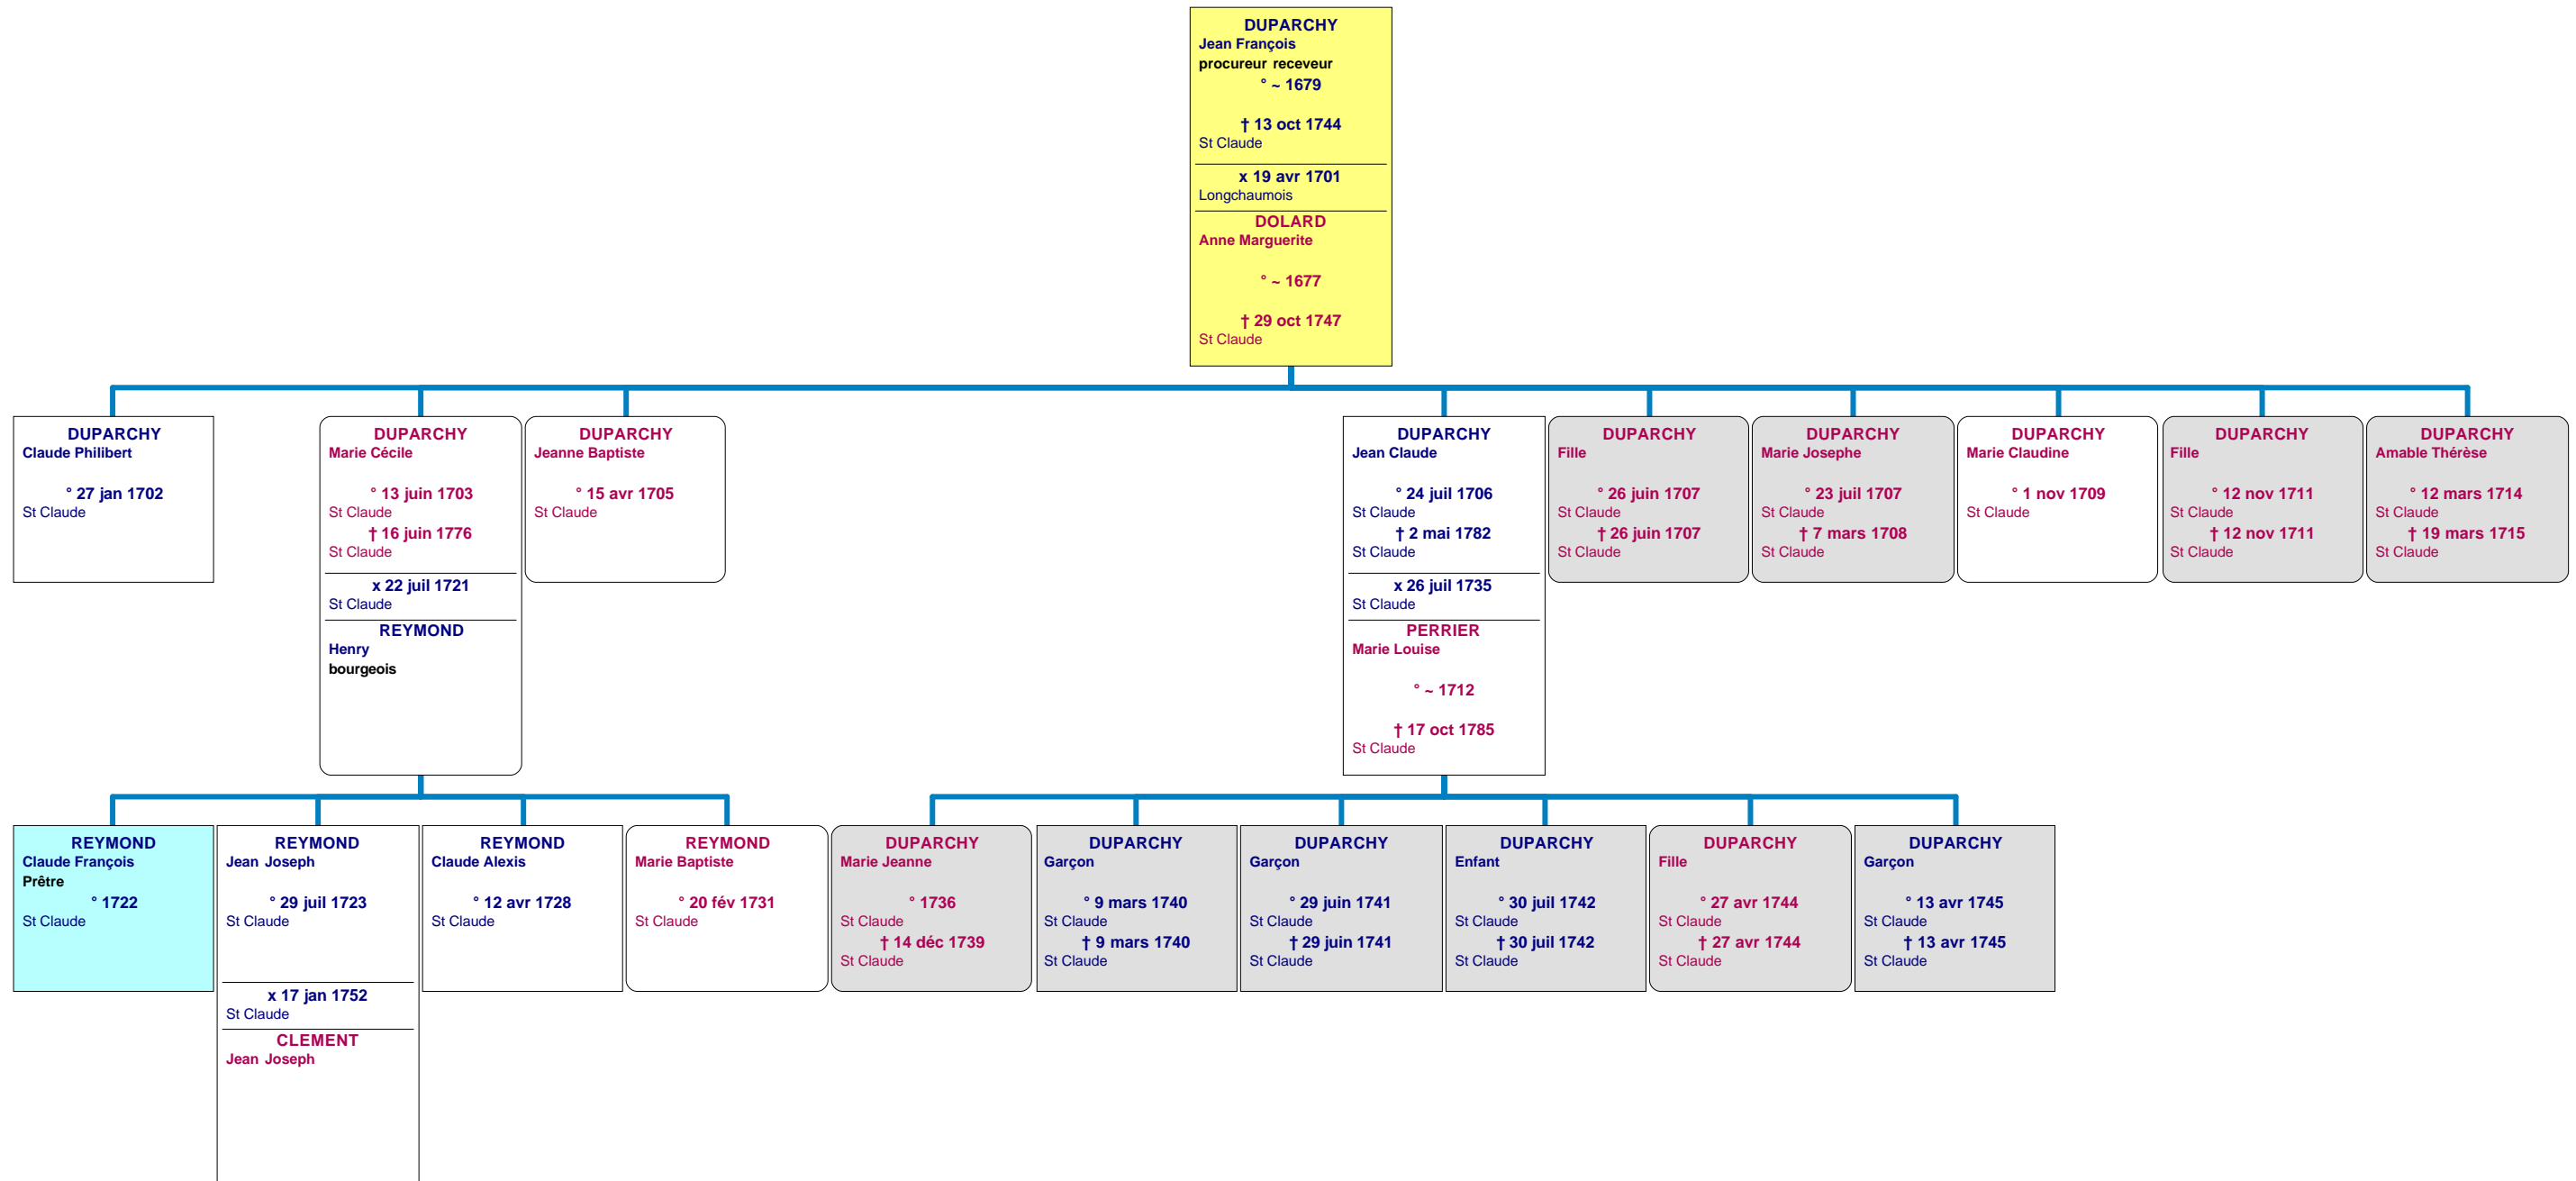 DUPARCHY
Jean François
procureur receveur
° ~ 1679
† 13 oct 1744
St Claude
x 19 avr 1701
Longchaumois
DOLARD
Anne Marguerite
° ~ 1677
† 29 oct 1747
St Claude
DUPARCHY
Claude Philibert
° 27 jan 1702
St Claude
DUPARCHY
Marie Cécile
° 13 juin 1703
St Claude
† 16 juin 1776
St Claude
x 22 juil 1721
St Claude
REYMOND
Henry
bourgeois
DUPARCHY
Jeanne Baptiste
° 15 avr 1705
St Claude
DUPARCHY
Jean Claude
° 24 juil 1706
St Claude
† 2 mai 1782
St Claude
x 26 juil 1735
St Claude
PERRIER
Marie Louise
° ~ 1712
† 17 oct 1785
St Claude
DUPARCHY
Fille
° 26 juin 1707
St Claude
† 26 juin 1707
St Claude
DUPARCHY
Marie Josephe
° 23 juil 1707
St Claude
† 7 mars 1708
St Claude
DUPARCHY
Marie Claudine
° 1 nov 1709
St Claude
DUPARCHY
Fille
° 12 nov 1711
St Claude
† 12 nov 1711
St Claude
DUPARCHY
Amable Thérèse
° 12 mars 1714
St Claude
† 19 mars 1715
St Claude
REYMOND
Claude François
Prêtre
° 1722
St Claude
REYMOND
Jean Joseph
° 29 juil 1723
St Claude
x 17 jan 1752
St Claude
CLEMENT
Jean Joseph
REYMOND
Claude Alexis
° 12 avr 1728
St Claude
REYMOND
Marie Baptiste
° 20 fév 1731
St Claude
DUPARCHY
Marie Jeanne
° 1736
St Claude
† 14 déc 1739
St Claude
DUPARCHY
Garçon
° 9 mars 1740
St Claude
† 9 mars 1740
St Claude
DUPARCHY
Garçon
° 29 juin 1741
St Claude
† 29 juin 1741
St Claude
DUPARCHY
Enfant
° 30 juil 1742
St Claude
† 30 juil 1742
St Claude
DUPARCHY
Fille
° 27 avr 1744
St Claude
† 27 avr 1744
St Claude
DUPARCHY
Garçon
° 13 avr 1745
St Claude
† 13 avr 1745
St Claude